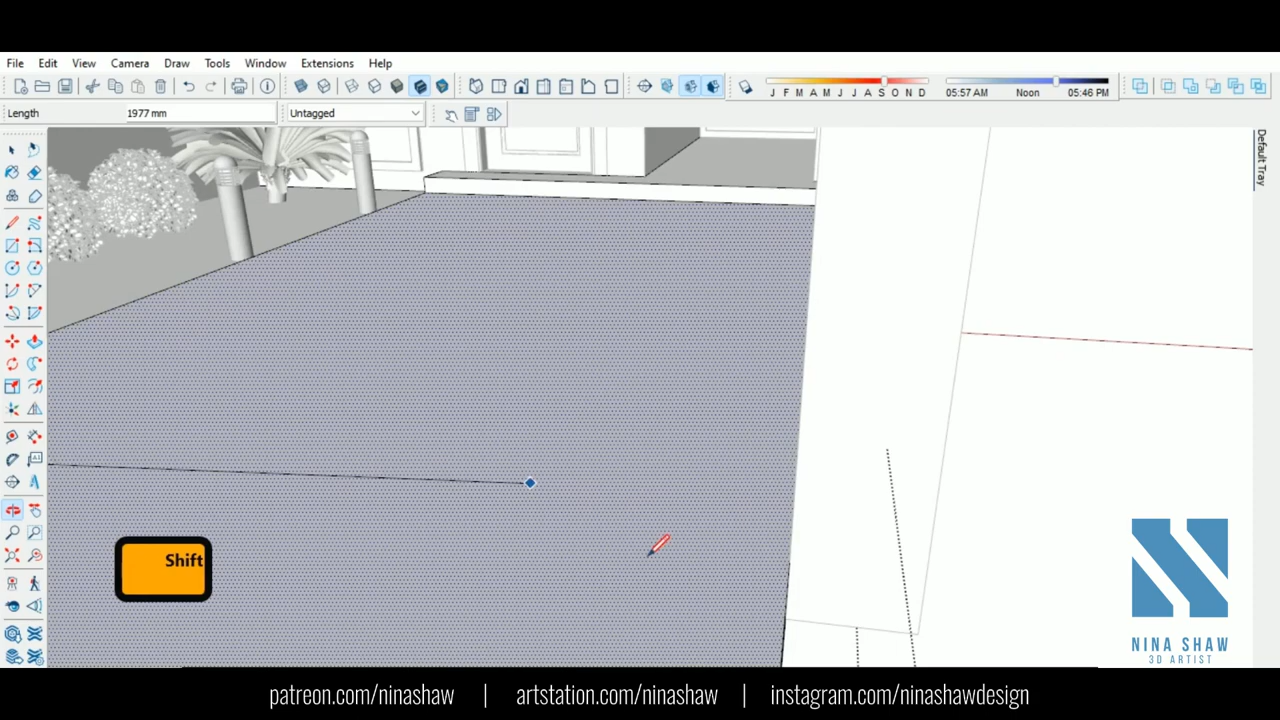 File Edit View Camera Draw Tools Window Extensions Help
J F M A M J J A S O N D
05:57 AM Noon 05:46 PM
Length 1977 mm Untagged
Default Tray
Shift
NINA SHAW
3D ARTIST
patreon.com/ninashaw | artstation.com/ninashaw | instagram.com/ninashawdesign